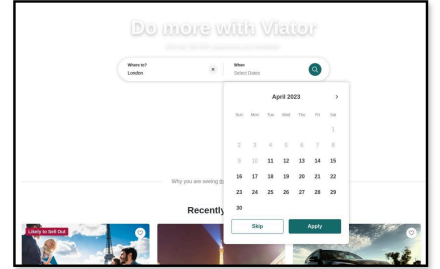 Do more with Viator
Where to?
London
When
Select Dates
April 2023
Sun Mon Tue Wed Thu Fri Sat
1
2 3 4 5 6 7 8
9 10 11 12 13 14 15
16 17 18 19 20 21 22
23 24 25 26 27 28 29
30
Skip Apply
Why you are seeing
Recently
Likely to Sell Out